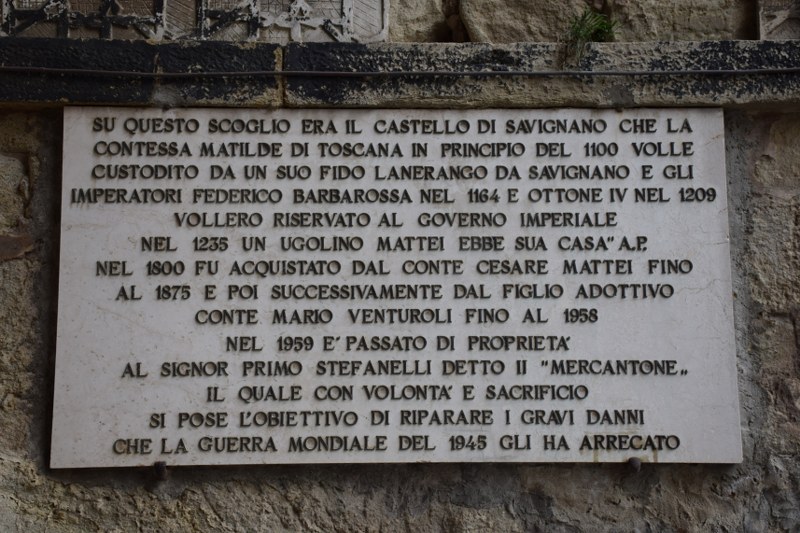 SU QUESTO SCOGLIO ERA IL CASTELLO DI SAVIGNANO CHE LA
CONTESSA MATILDE DI TOSCANA IN PRINCIPIO DEL 1100 VOLLE
CUSTODITO DA UN SUO FIDO LANERANGO DA SAVIGNANO E GLI
IMPERATORI FEDERICO BARBAROSSA NEL 1164 E OTTONE IV NEL 1209
VOLLERO RISERVATO AL GOVERNO IMPERIALE
NEL 1235 UN UGOLINO MATTEI EBBE SUA CASA" A.P.
NEL 1800 FU ACQUISTATO DAL CONTE CESARE MATTEI FINO
AL 1875 E POI SUCCESSIVAMENTE DAL FIGLIO ADOTTIVO
CONTE MARIO VENTUROLI FINO AL 1958
NEL 1959 E' PASSATO DI PROPRIETA'
AL SIGNOR PRIMO STEFANELLI DETTO II "MERCANTONE„
IL QUALE CON VOLONTA' E SACRIFICIO
SI POSE L'OBIETTIVO DI RIPARARE I GRAVI DANNI
CHE LA GUERRA MONDIALE DEL 1945 GLI HA ARRECATO